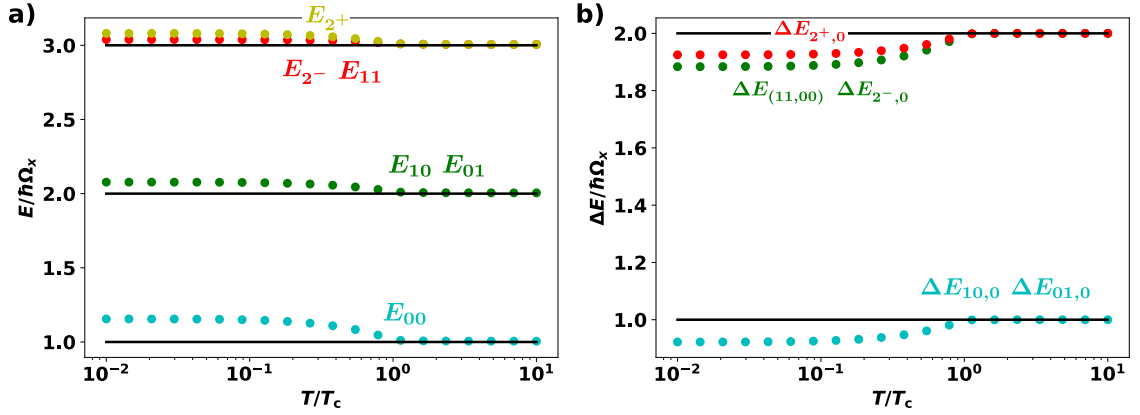 a)
E₂⁺
3.0
E₂⁻ E₁₁
2.5
E₁₀ E₀₁
2.0
1.5
E₀₀
1.0
10⁻² 10⁻¹ 10⁰ 10¹
E/ℏΩₓ
T/T_c
b)
2.0
ΔE₂⁺,₀
ΔE₍₁₁,₀₀₎ ΔE₂⁻,₀
1.8
1.6
1.4
1.2
ΔE₁₀,₀ ΔE₀₁,₀
1.0
10⁻² 10⁻¹ 10⁰ 10¹
ΔE/ℏΩₓ
T/T_c